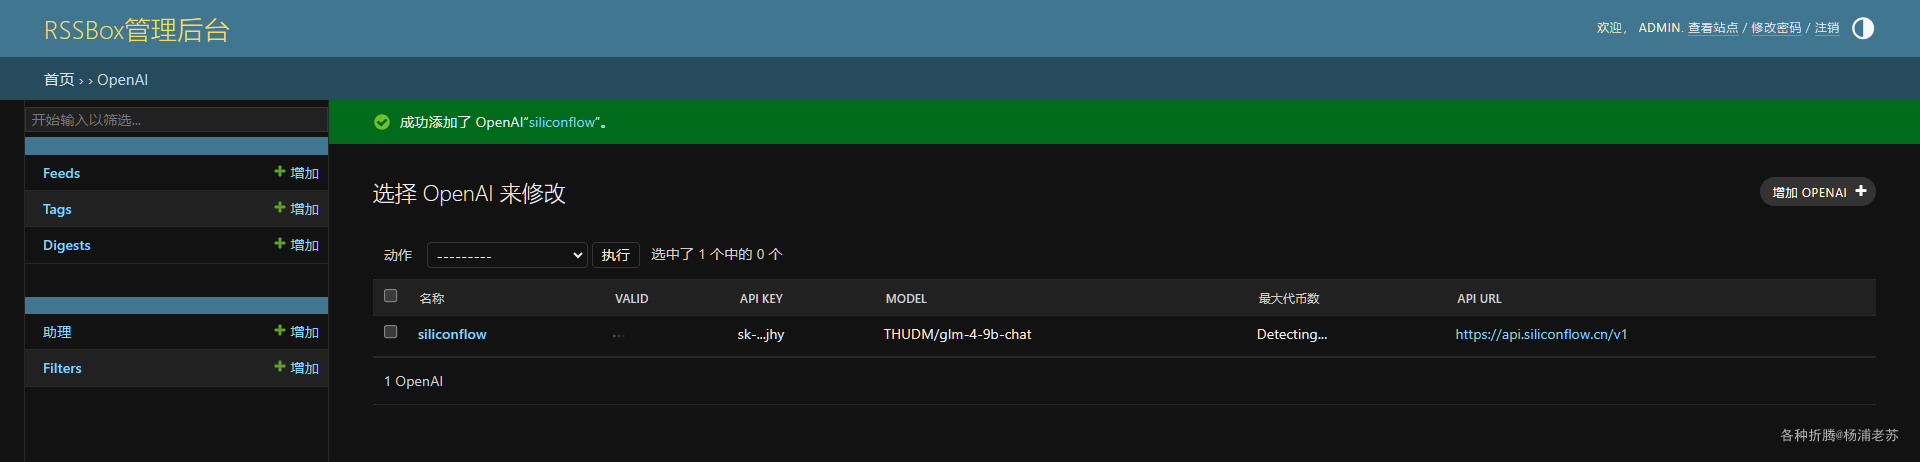 RSSBox管理后台
欢迎， ADMIN. 查看站点 / 修改密码 / 注销
首页 › › OpenAI
开始输入以筛选...
成功添加了 OpenAI“siliconflow”。
Feeds 增加
Tags 增加
Digests 增加
助理 增加
Filters 增加
选择 OpenAI 来修改
增加 OPENAI
动作 --------- 执行 选中了 1 个中的 0 个
名称 VALID API KEY MODEL 最大代币数 API URL
siliconflow sk-...jhy THUDM/glm-4-9b-chat Detecting... https://api.siliconflow.cn/v1
1 OpenAI
各种折腾@杨浦老苏